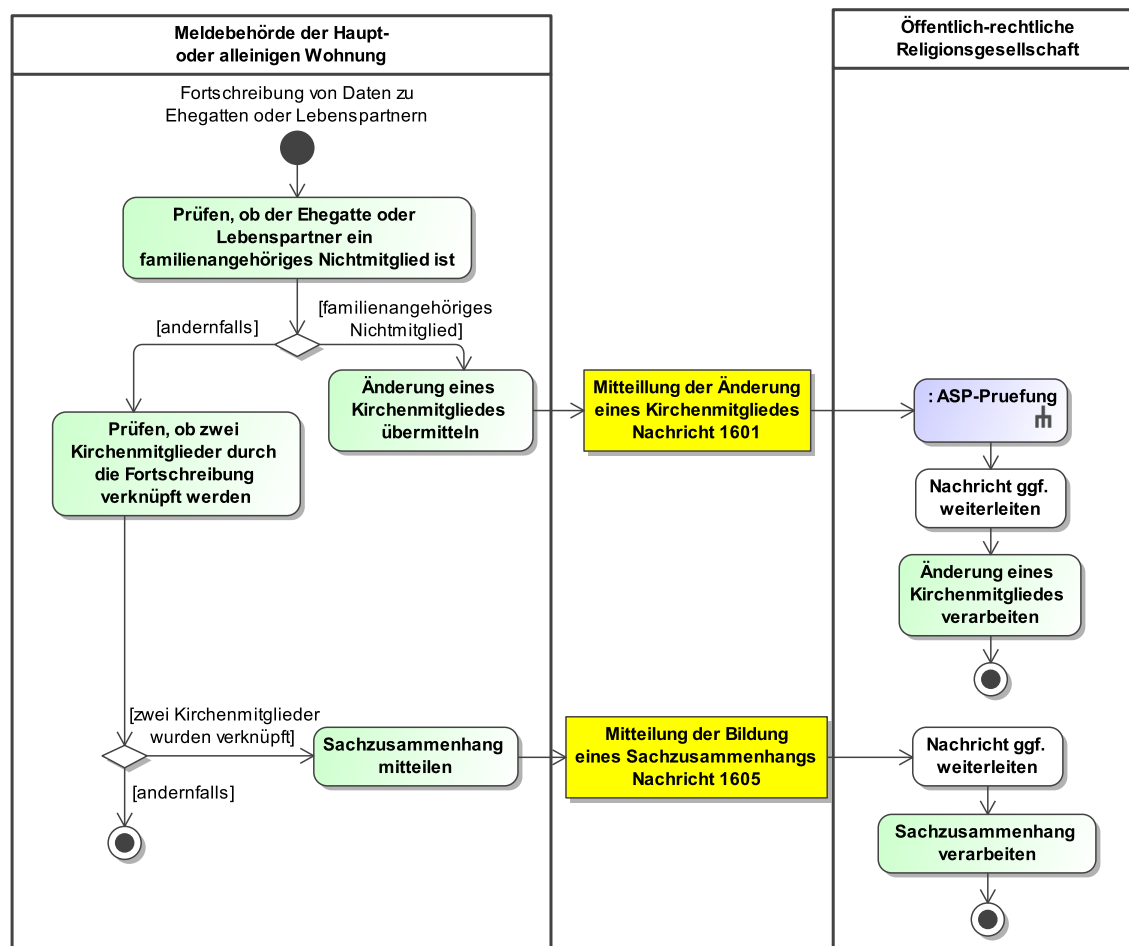 Meldebehörde der Haupt-
oder alleinigen Wohnung
Öffentlich-rechtliche
Religionsgesellschaft
Fortschreibung von Daten zu
Ehegatten oder Lebenspartnern
Prüfen, ob der Ehegatte oder
Lebenspartner ein
familienangehöriges Nichtmitglied ist
[andernfalls]
[familienangehöriges
Nichtmitglied]
Änderung eines
Kirchenmitgliedes
übermitteln
Mitteillung der Änderung
eines Kirchenmitgliedes
Nachricht 1601
: ASP-Pruefung
Prüfen, ob zwei
Kirchenmitglieder durch
die Fortschreibung
verknüpft werden
Nachricht ggf.
weiterleiten
Änderung eines
Kirchenmitgliedes
verarbeiten
[zwei Kirchenmitglieder
wurden verknüpft]
Sachzusammenhang
mitteilen
Mitteilung der Bildung
eines Sachzusammenhangs
Nachricht 1605
Nachricht ggf.
weiterleiten
[andernfalls]
Sachzusammenhang
verarbeiten